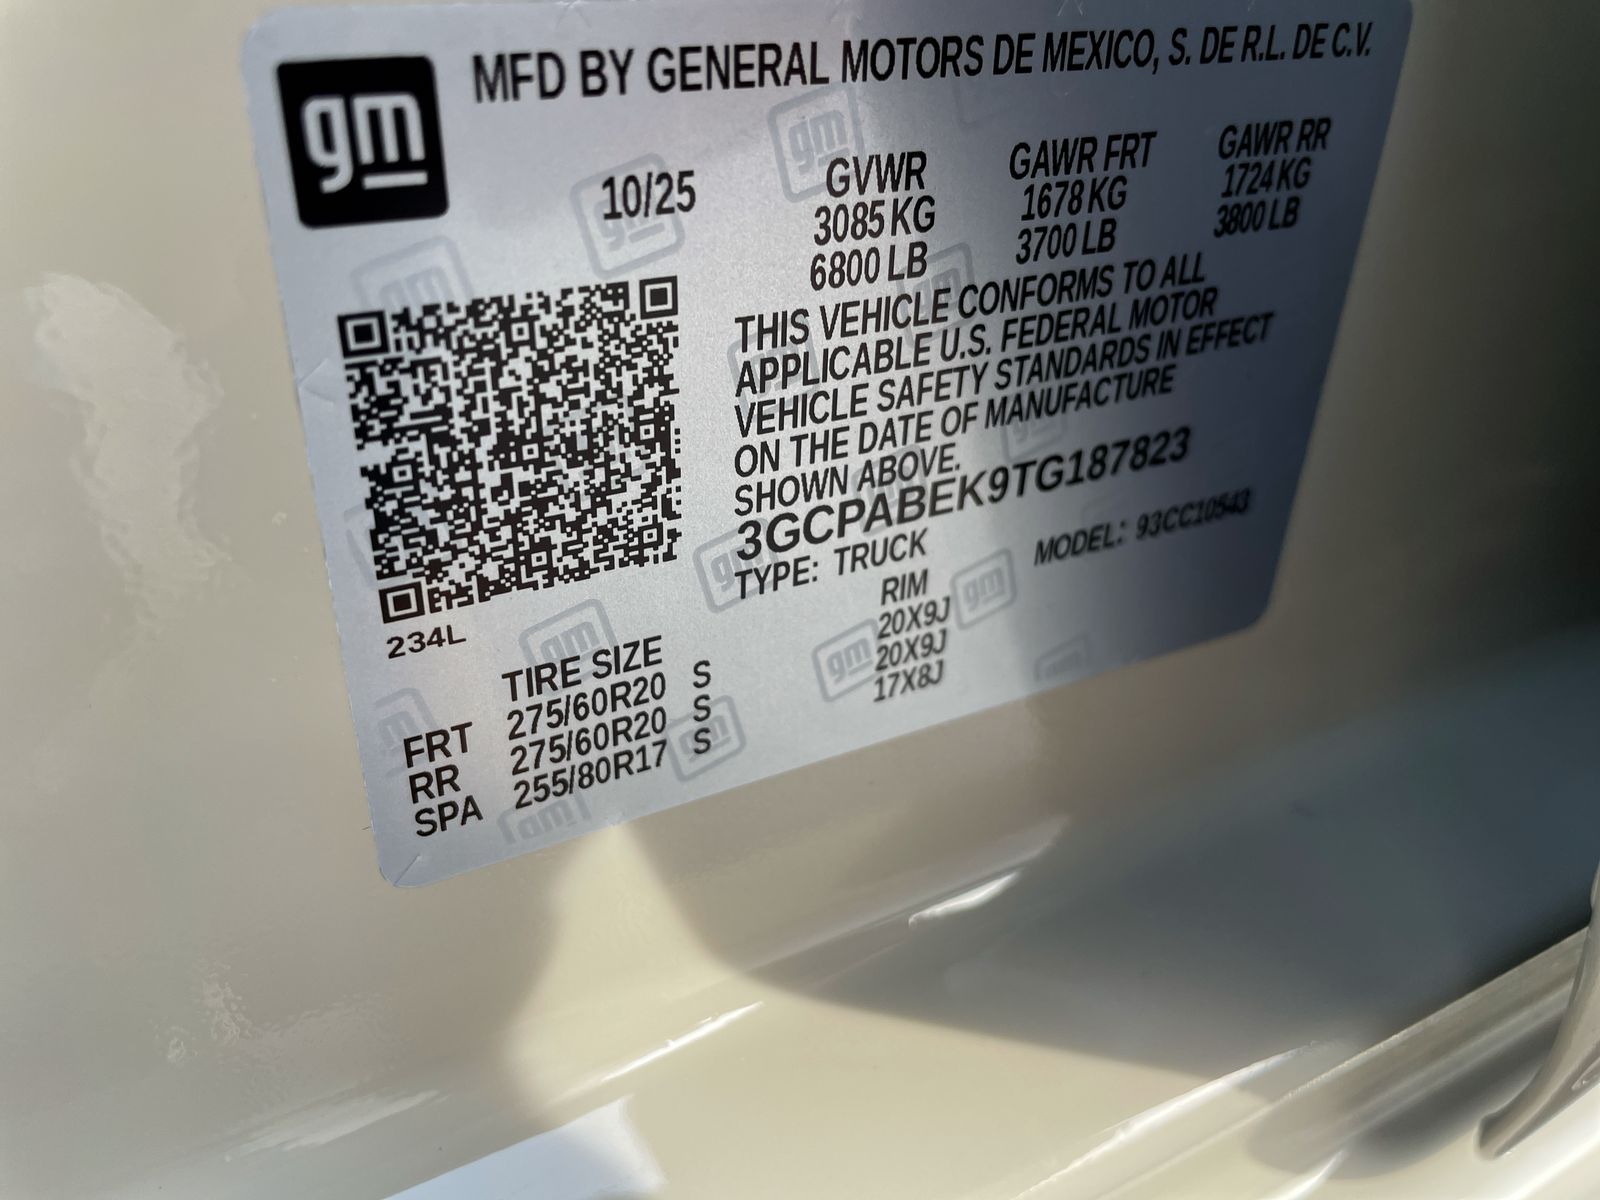 gm
MFD BY GENERAL MOTORS DE MEXICO, S. DE R.L. DE C.V.
10/25
GVWR GAWR FRT GAWR RR
3085 KG 1678 KG 1724 KG
6800 LB 3700 LB 3800 LB
THIS VEHICLE CONFORMS TO ALL
APPLICABLE U.S. FEDERAL MOTOR
VEHICLE SAFETY STANDARDS IN EFFECT
ON THE DATE OF MANUFACTURE
SHOWN ABOVE.
3GCPABEK9TG187823
TYPE: TRUCK MODEL: 93CC10543
234L
TIRE SIZE RIM
FRT 275/60R20 S 20X9J
RR 275/60R20 S 20X9J
SPA 255/80R17 S 17X8J